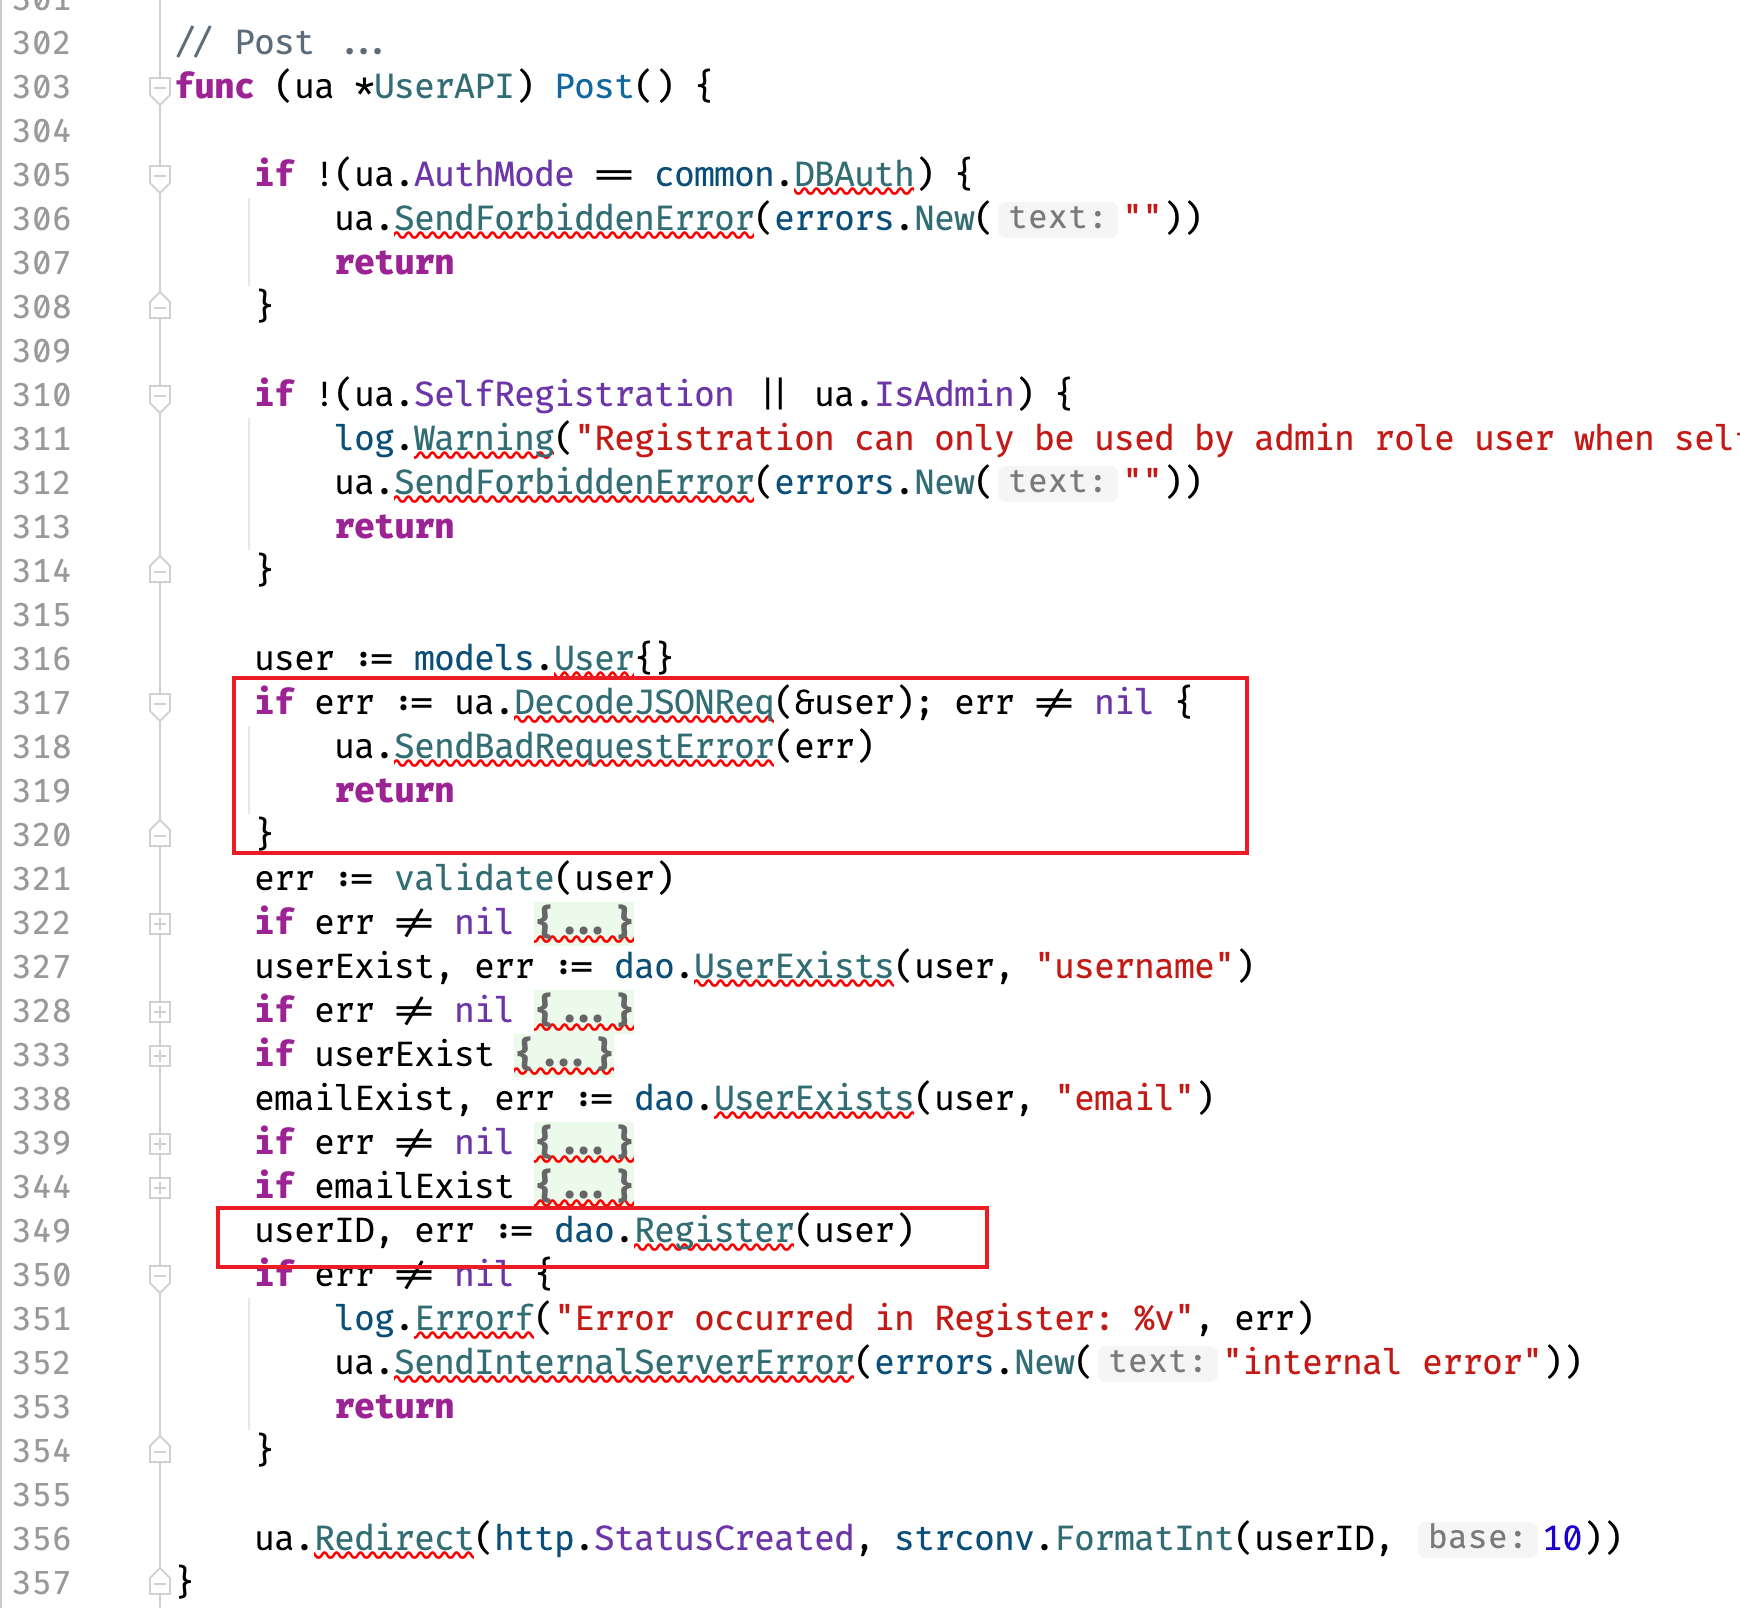 301
302 // Post ...
303 func (ua *UserAPI) Post() {
304
305 if !(ua.AuthMode == common.DBAuth) {
306 ua.SendForbiddenError(errors.New( text: ""))
307 return
308 }
309
310 if !(ua.SelfRegistration || ua.IsAdmin) {
311 log.Warning("Registration can only be used by admin role user when sel
312 ua.SendForbiddenError(errors.New( text: ""))
313 return
314 }
315
316 user := models.User{}
317 if err := ua.DecodeJSONReq(&user); err != nil {
318 ua.SendBadRequestError(err)
319 return
320 }
321 err := validate(user)
322 if err != nil {...}
327 userExist, err := dao.UserExists(user, "username")
328 if err != nil {...}
333 if userExist {...}
338 emailExist, err := dao.UserExists(user, "email")
339 if err != nil {...}
344 if emailExist {...}
349 userID, err := dao.Register(user)
350 if err != nil {
351 log.Errorf("Error occurred in Register: %v", err)
352 ua.SendInternalServerError(errors.New( text: "internal error"))
353 return
354 }
355
356 ua.Redirect(http.StatusCreated, strconv.FormatInt(userID, base: 10))
357 }